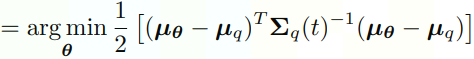 = arg min_θ 1/2 [(μ_θ − μ_q)^T Σ_q(t)^{−1}(μ_θ − μ_q)]